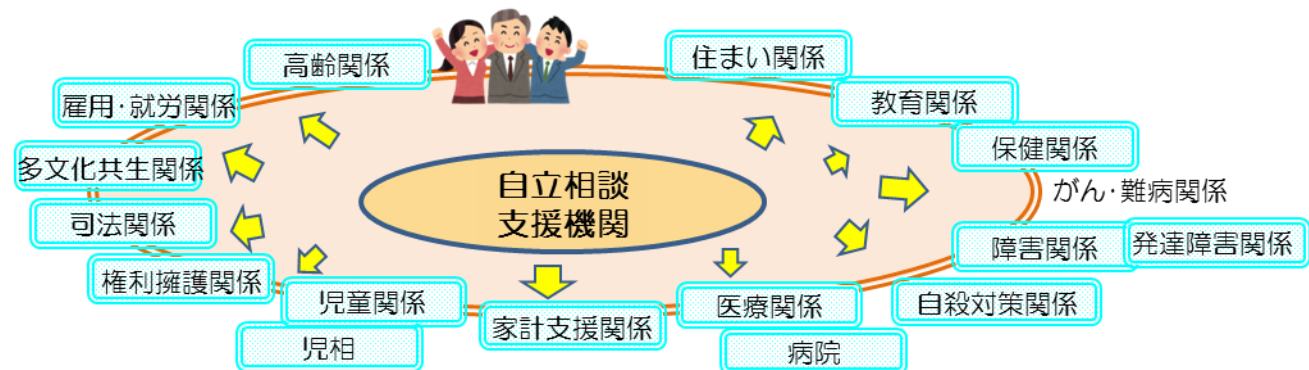 高齢関係
住まい関係
雇用・就労関係
教育関係
多文化共生関係
保健関係
自立相談
支援機関
がん・難病関係
司法関係
障害関係
発達障害関係
権利擁護関係
児童関係
医療関係
自殺対策関係
家計支援関係
児相
病院